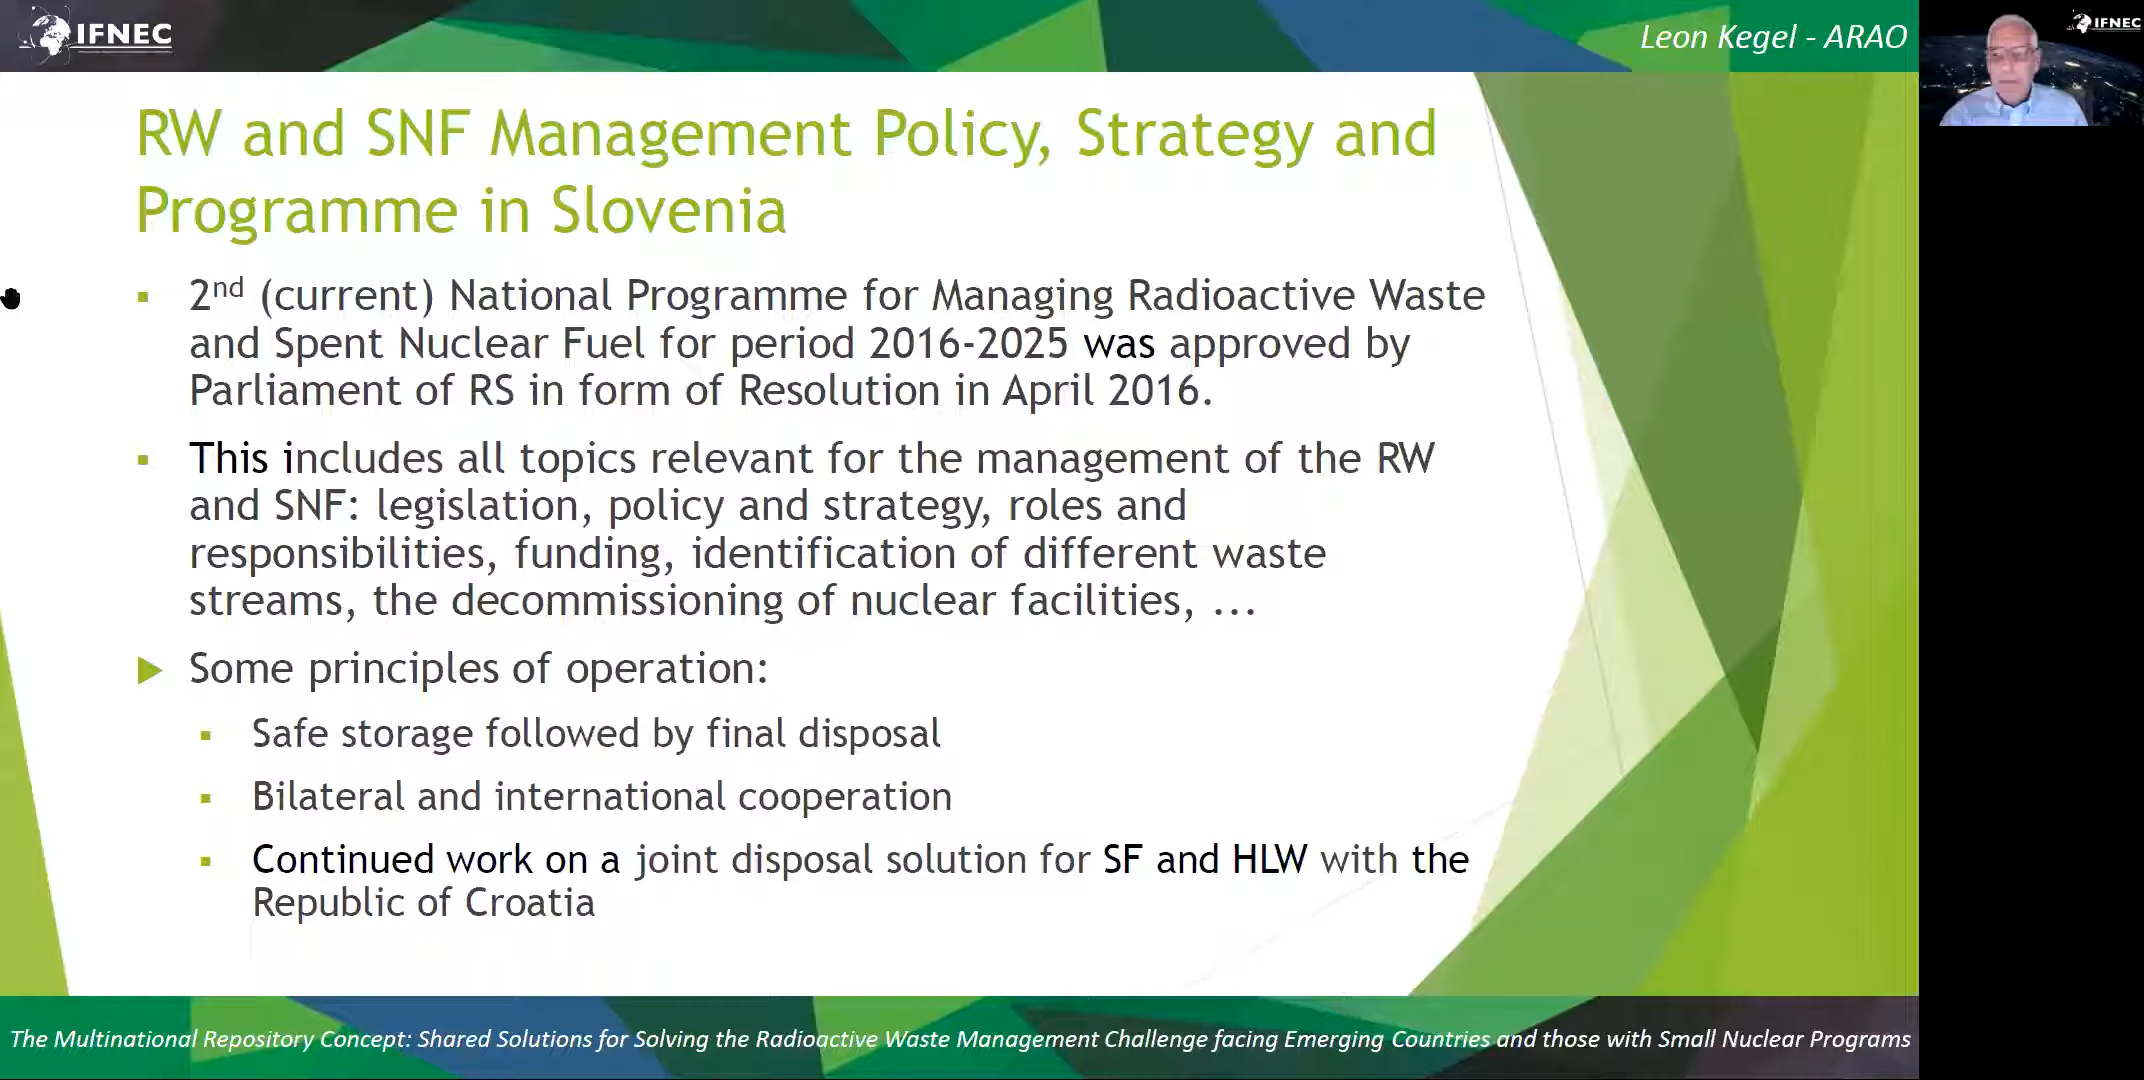 IFNEC
Leon Kegel - ARAO
IFNEC
RW and SNF Management Policy, Strategy and
Programme in Slovenia
▪ 2nd (current) National Programme for Managing Radioactive Waste
and Spent Nuclear Fuel for period 2016-2025 was approved by
Parliament of RS in form of Resolution in April 2016.
▪ This includes all topics relevant for the management of the RW
and SNF: legislation, policy and strategy, roles and
responsibilities, funding, identification of different waste
streams, the decommissioning of nuclear facilities, ...
▶ Some principles of operation:
▪ Safe storage followed by final disposal
▪ Bilateral and international cooperation
▪ Continued work on a joint disposal solution for SF and HLW with the
Republic of Croatia
The Multinational Repository Concept: Shared Solutions for Solving the Radioactive Waste Management Challenge facing Emerging Countries and those with Small Nuclear Programs